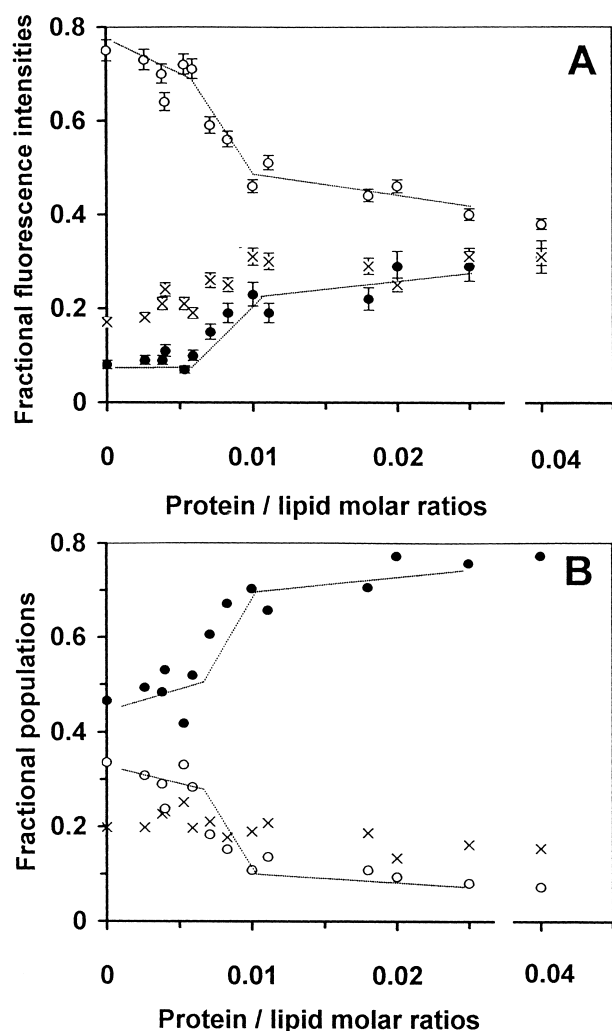 A
Fractional fluorescence intensities
0.8
0.6
0.4
0.2
0
0 0.01 0.02 0.04
Protein / lipid molar ratios
B
Fractional populations
0.8
0.6
0.4
0.2
0
0 0.01 0.02 0.04
Protein / lipid molar ratios